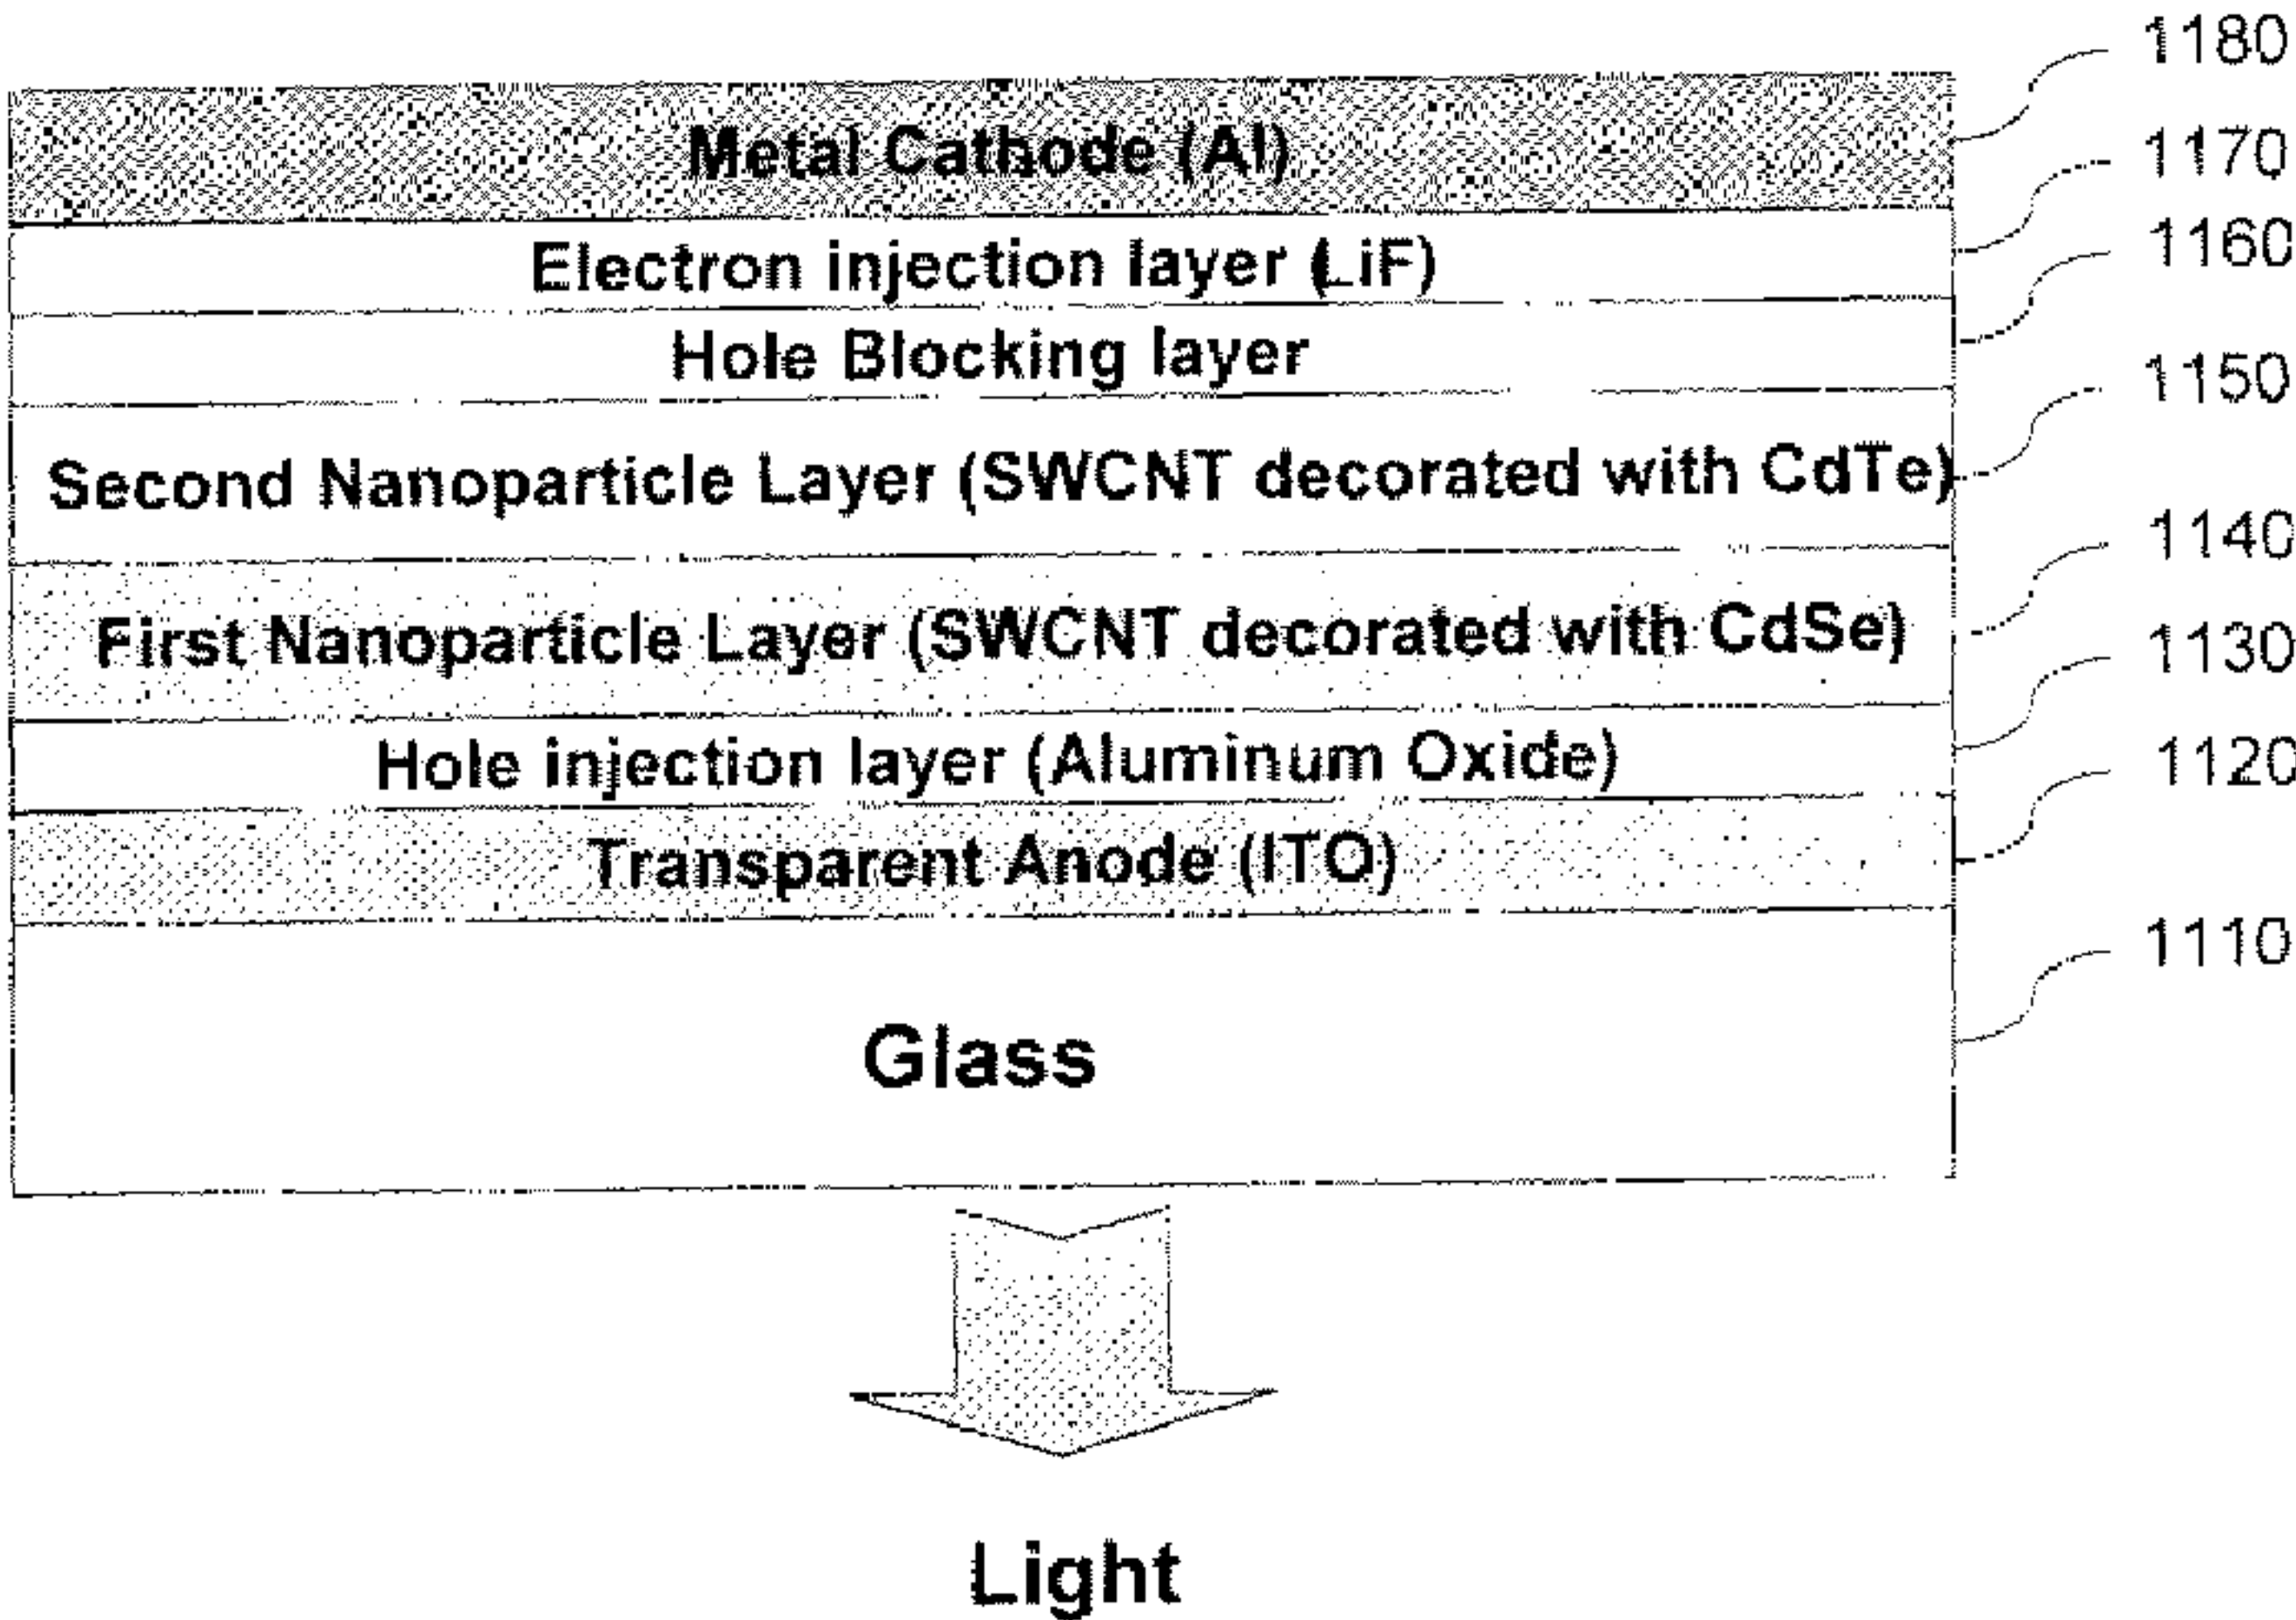 1180
Metal Cathode (Al)
1170
Electron injection layer (LiF)
1160
Hole Blocking layer
1150
Second Nanoparticle Layer (SWCNT decorated with CdTe)
1140
First Nanoparticle Layer (SWCNT decorated with CdSe)
1130
Hole injection layer (Aluminum Oxide)
1120
Transparent Anode (ITO)
1110
Glass
Light